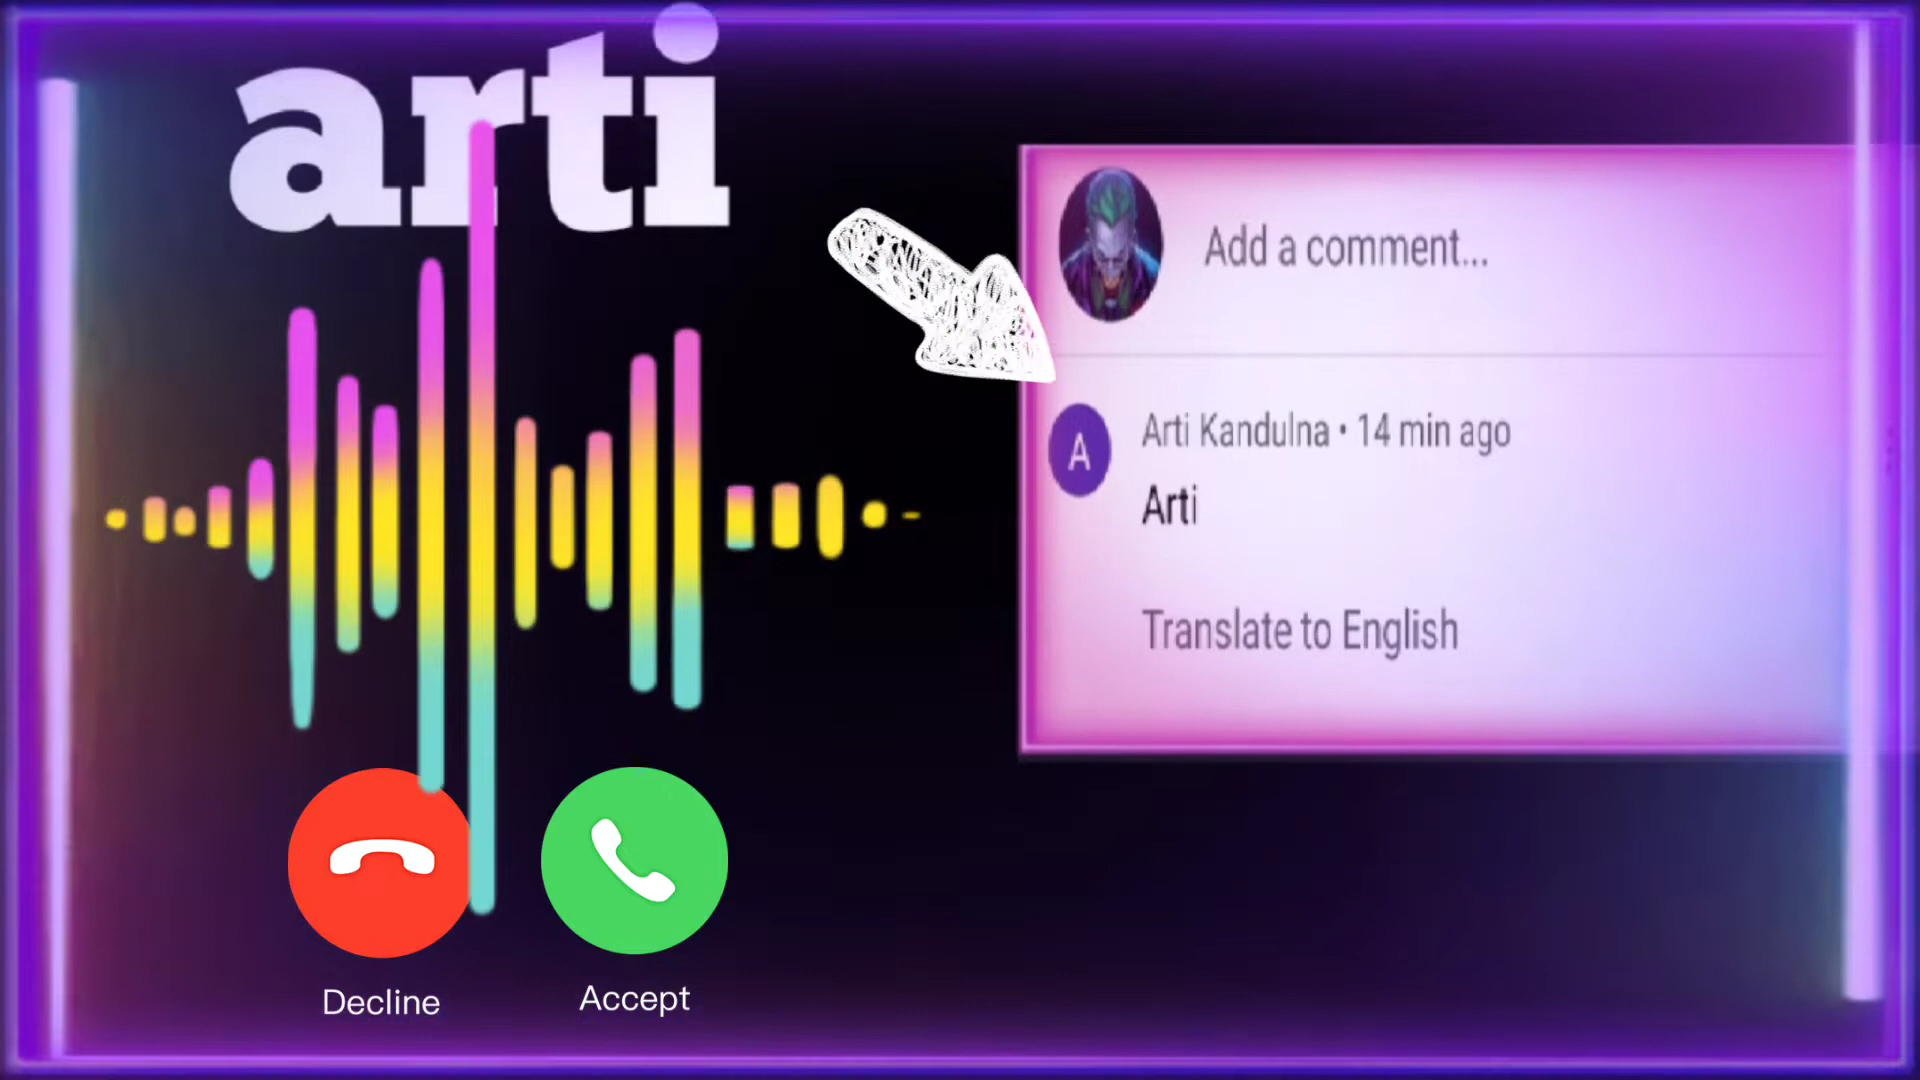 arti
Add a comment...
A
Arti Kandulna • 14 min ago
Arti
Translate to English
Decline
Accept